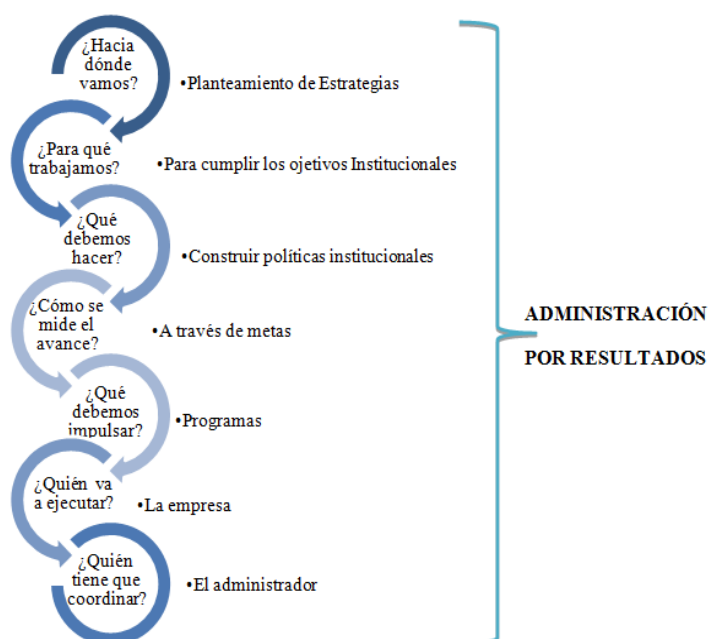 ¿Hacia
dónde
vamos?
•Planteamiento de Estrategias
¿Para qué
trabajamos?
•Para cumplir los ojetivos Institucionales
¿Qué
debemos
hacer?
•Construir políticas institucionales
¿Cómo se
mide el
avance?
•A través de metas
¿Qué
debemos
impulsar?
•Programas
¿Quién va
a ejecutar?
•La empresa
¿Quién
tiene que
coordinar?
•El administrador
ADMINISTRACIÓN
POR RESULTADOS